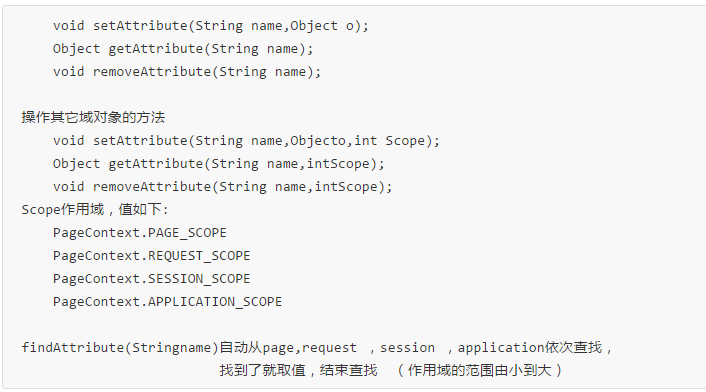 void setAttribute(String name,Object o);
Object getAttribute(String name);
void removeAttribute(String name);
操作其它域对象的方法
void setAttribute(String name,Objecto,int Scope);
Object getAttribute(String name,intScope);
void removeAttribute(String name,intScope);
Scope作用域，值如下:
PageContext.PAGE_SCOPE
PageContext.REQUEST_SCOPE
PageContext.SESSION_SCOPE
PageContext.APPLICATION_SCOPE
findAttribute(Stringname)自动从page,request ，session ，application依次查找，
找到了就取值，结束查找 （作用域的范围由小到大）